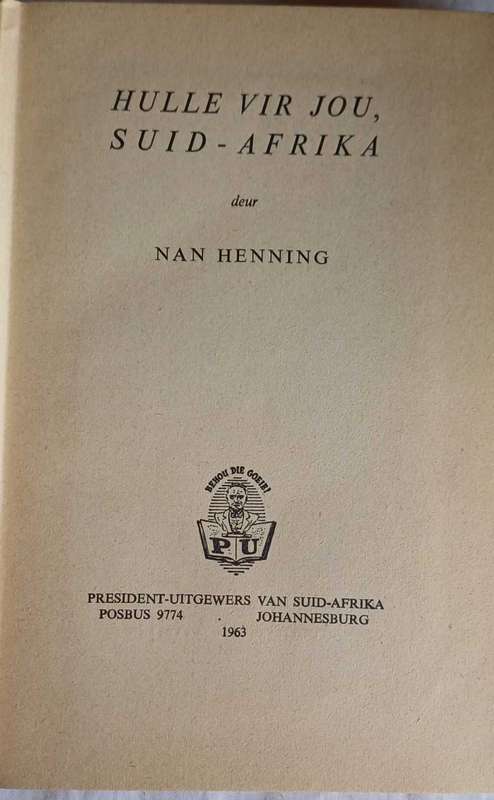 HULLE VIR JOU,
SUID-AFRIKA
deur
NAN HENNING
BEHOU DIE GOEIE!
P U
PRESIDENT-UITGEWERS VAN SUID-AFRIKA
POSBUS 9774 . JOHANNESBURG
1963